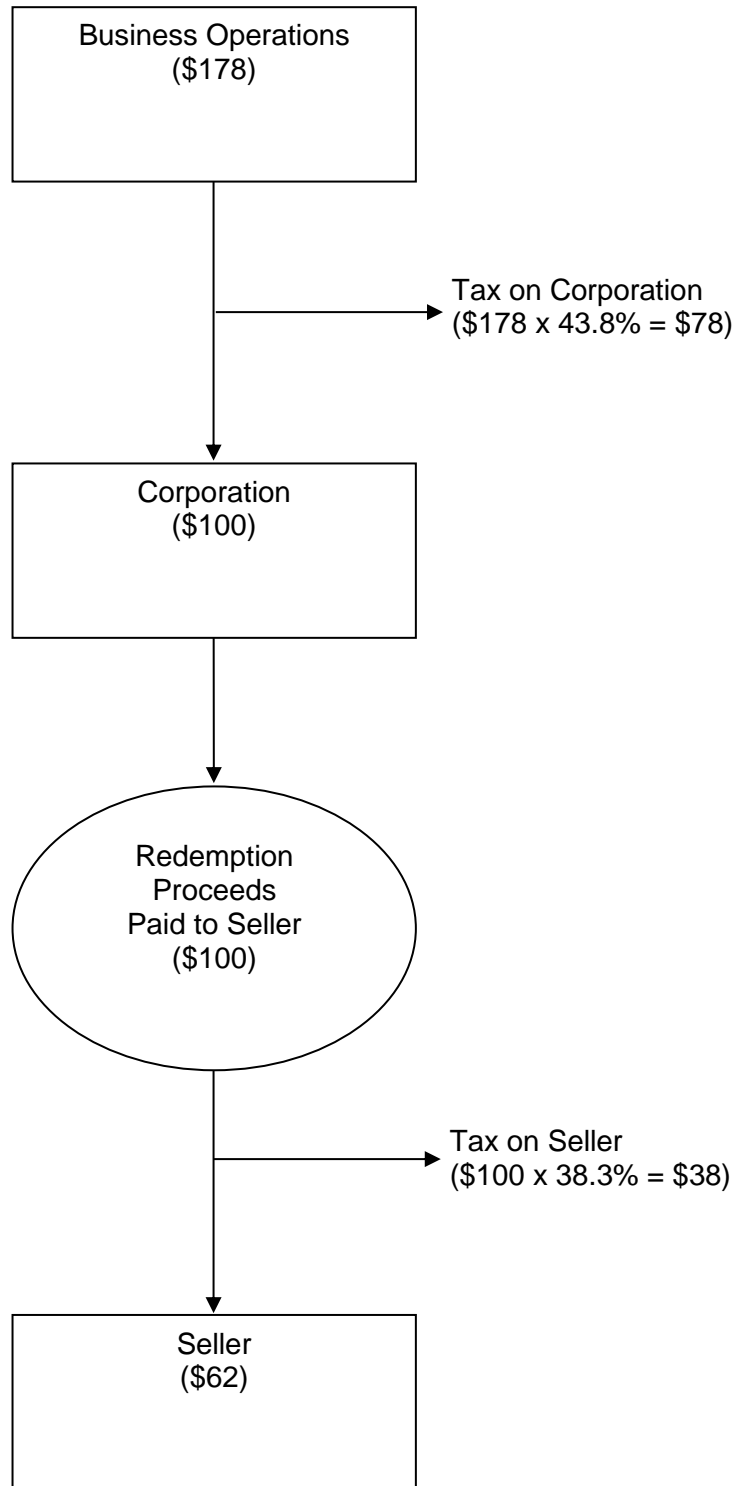 Business Operations
($178)
Tax on Corporation
($178 x 43.8% = $78)
Corporation
($100)
Redemption
Proceeds
Paid to Seller
($100)
Tax on Seller
($100 x 38.3% = $38)
Seller
($62)